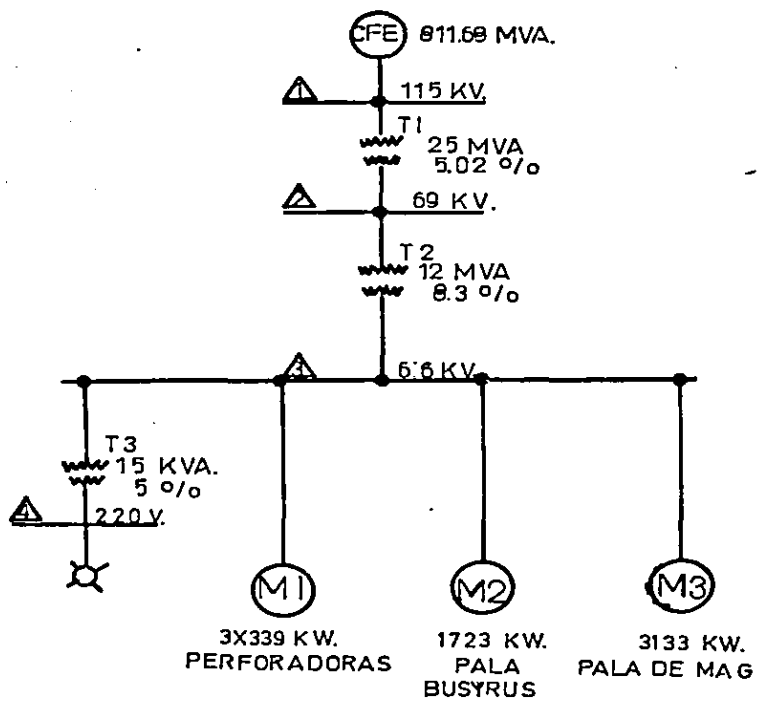 CFE 811.68 MVA.
1 115 KV.
T1
25 MVA
5.02 %
2 69 KV.
T2
12 MVA
8.3 %
3 6.6 KV.
T3
15 KVA.
5 %
4 220 V.
M1 M2 M3
3X339 KW. 1723 KW. 3133 KW.
PERFORADORAS PALA PALA DE MAG
BUSYRUS